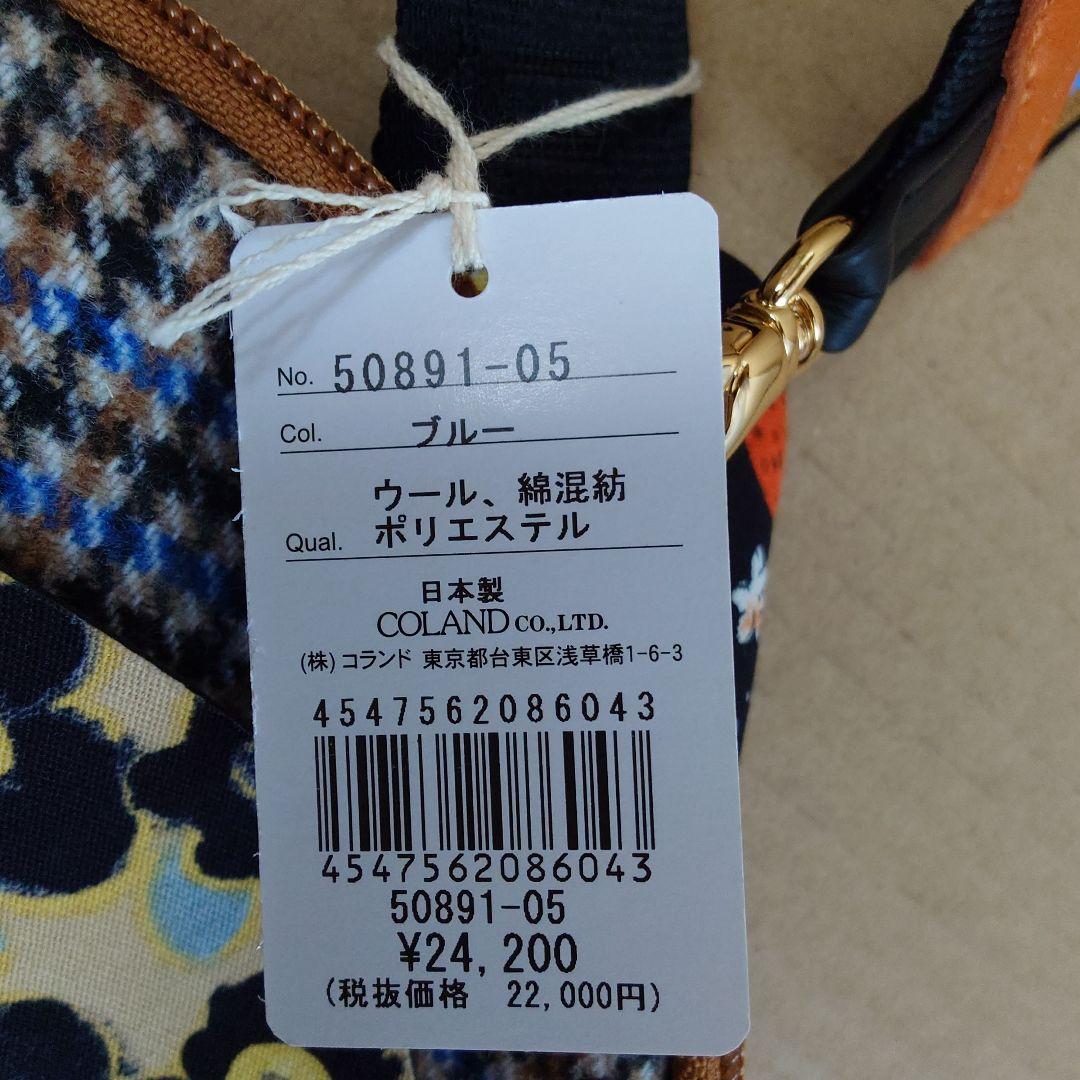 No. 50891-05
Col. ブルー
ウール、綿混紡
Qual. ポリエステル
日本製
COLAND CO.,LTD.
(株) コランド 東京都台東区浅草橋1-6-3
4547562086043
4547562086043
50891-05
¥24,200
(税抜価格 22,000円)